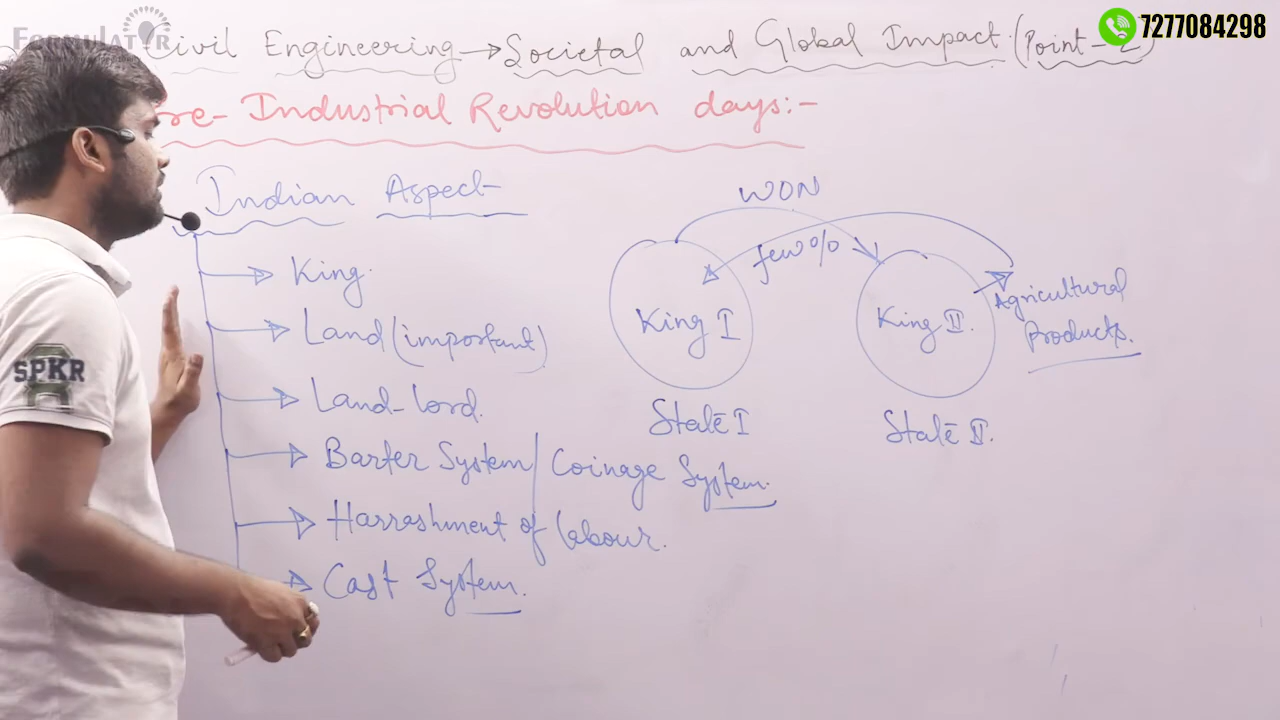 FORMULATOR
7277084298
Civil Engineering → Societal and Global Impact (Point-2)
re- Industrial Revolution days:-
Indian Aspect-
King
Land (important)
Land-lord.
Barter System / Coinage System.
Harrashment of labour.
Cast System.
WON
few %
King I
King II.
Agricultural
Products.
State I
State II.
SPKR